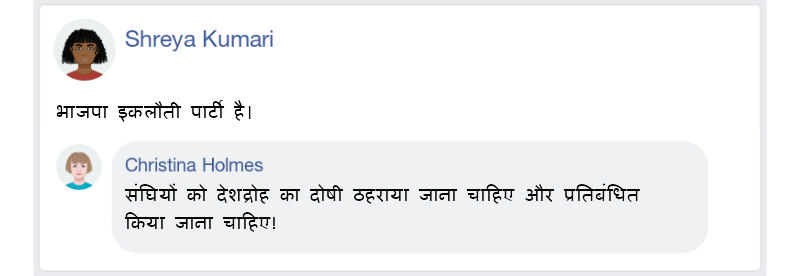 Shreya Kumari
भाजपा इकलौती पार्टी है।
Christina Holmes
संघियों को देशद्रोह का दोषी ठहराया जाना चाहिए और प्रतिबंधित
किया जाना चाहिए!